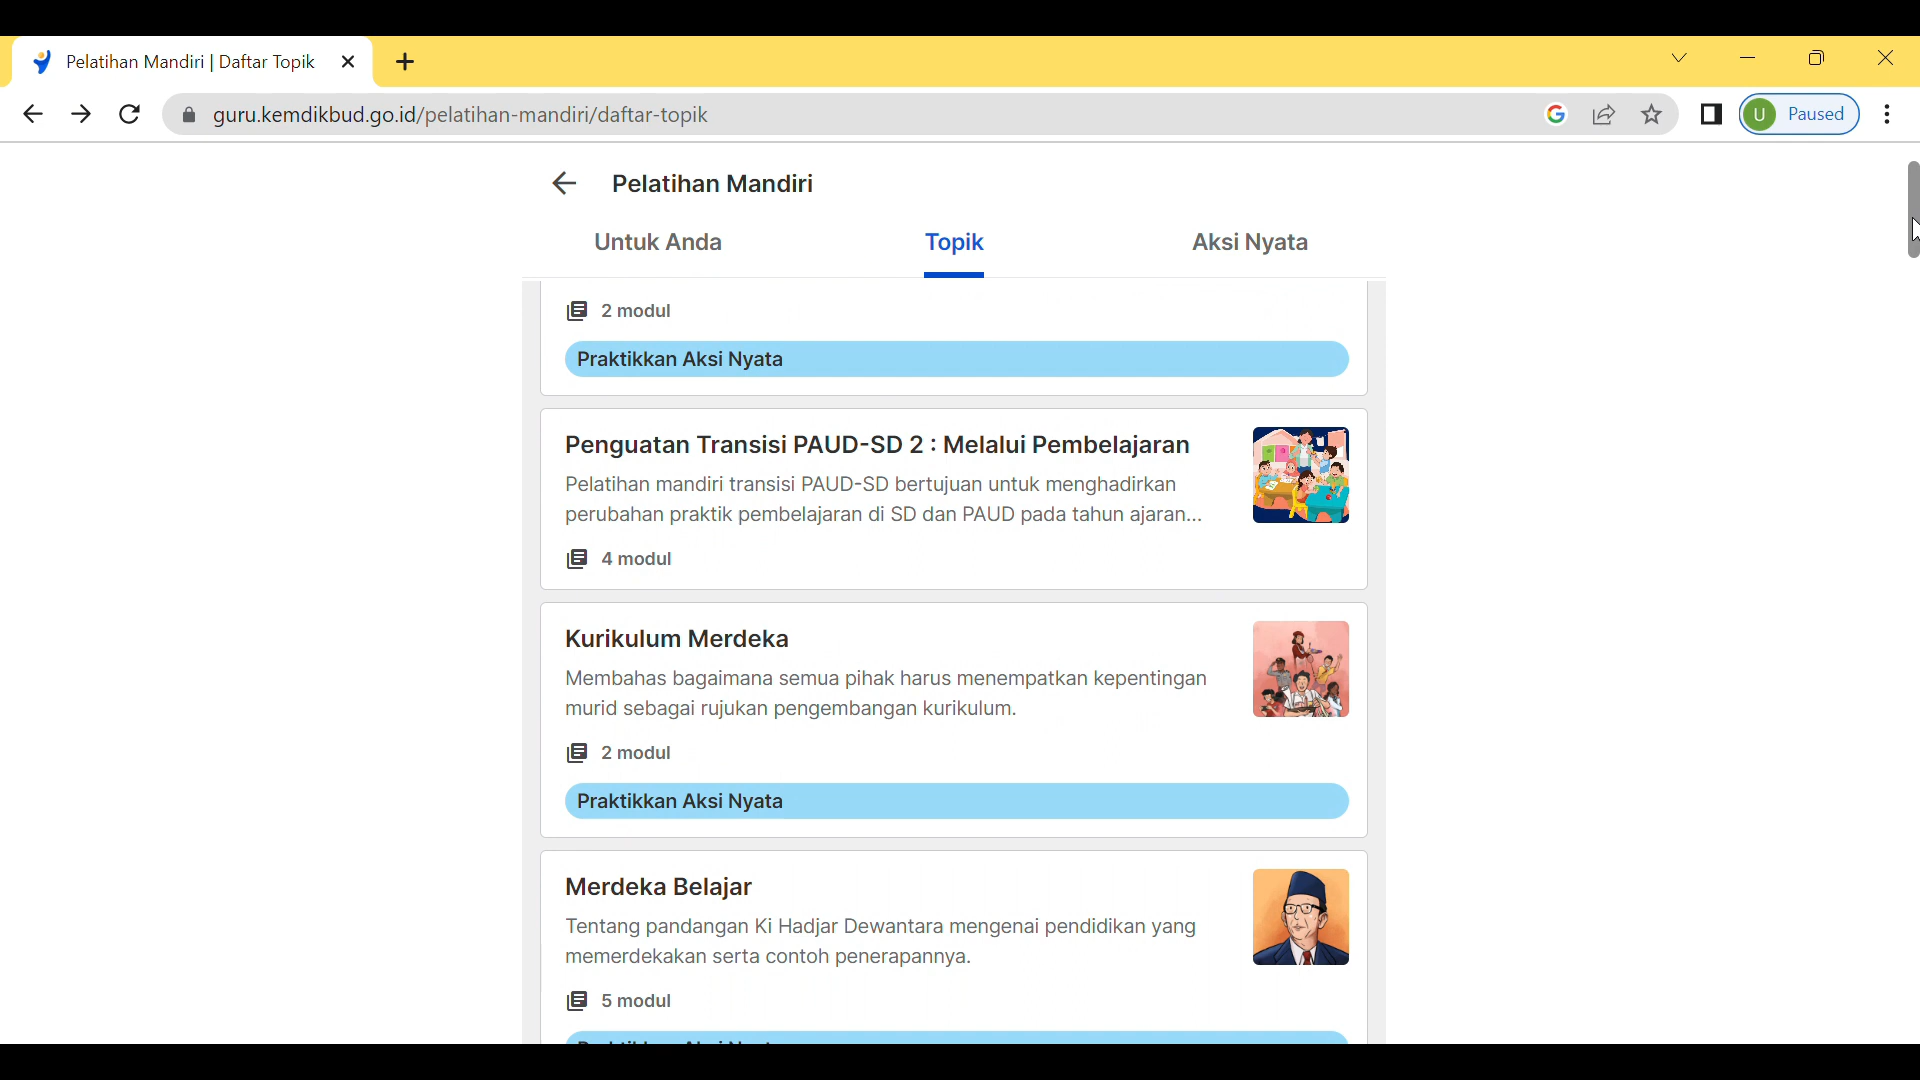 Pelatihan Mandiri | Daftar Topik
guru.kemdikbud.go.id/pelatihan-mandiri/daftar-topik
U Paused
Pelatihan Mandiri
Untuk Anda Topik Aksi Nyata
2 modul
Praktikkan Aksi Nyata
Penguatan Transisi PAUD-SD 2 : Melalui Pembelajaran
Pelatihan mandiri transisi PAUD-SD bertujuan untuk menghadirkan
perubahan praktik pembelajaran di SD dan PAUD pada tahun ajaran...
4 modul
Kurikulum Merdeka
Membahas bagaimana semua pihak harus menempatkan kepentingan
murid sebagai rujukan pengembangan kurikulum.
2 modul
Praktikkan Aksi Nyata
Merdeka Belajar
Tentang pandangan Ki Hadjar Dewantara mengenai pendidikan yang
memerdekakan serta contoh penerapannya.
5 modul